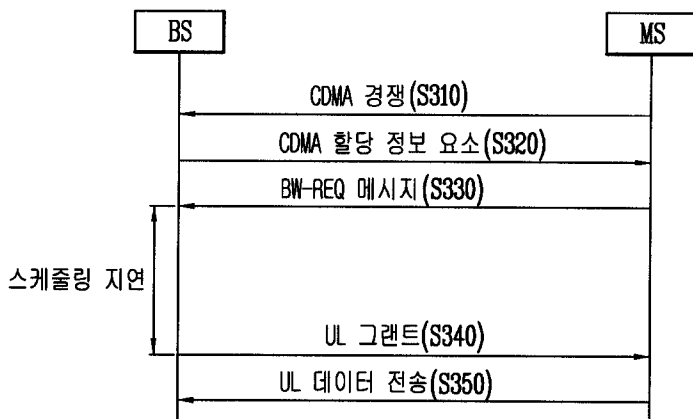 BS
MS
CDMA 경쟁(S310)
CDMA 할당 정보 요소(S320)
BW-REQ 메시지(S330)
스케줄링 지연
UL 그랜트(S340)
UL 데이터 전송(S350)